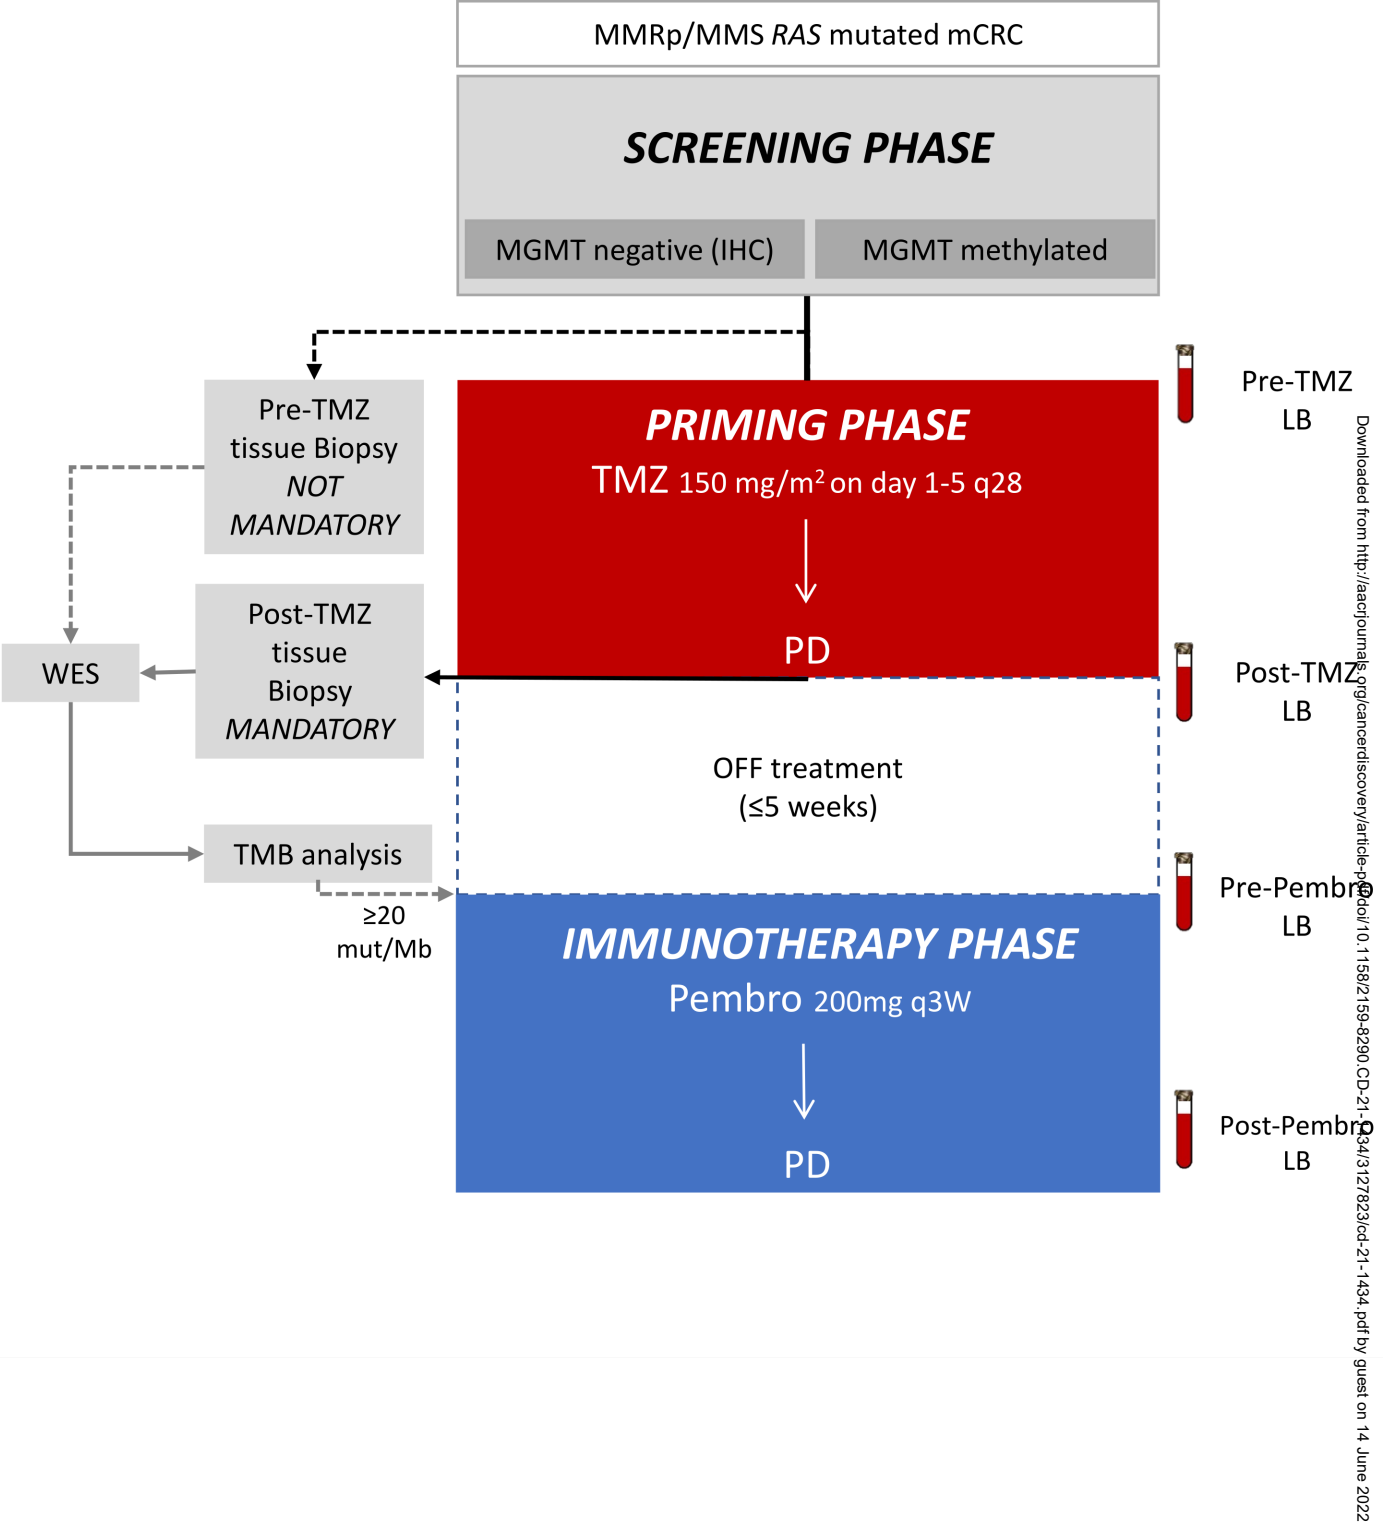 MMRp/MMS RAS mutated mCRC
SCREENING PHASE
MGMT negative (IHC)
MGMT methylated
Pre-TMZ
tissue Biopsy
NOT
MANDATORY
PRIMING PHASE
TMZ 150 mg/m² on day 1-5 q28
PD
Pre-TMZ
LB
Post-TMZ
tissue
Biopsy
MANDATORY
WES
Post-TMZ
LB
OFF treatment
(≤5 weeks)
TMB analysis
≥20
mut/Mb
Pre-Pembro
LB
IMMUNOTHERAPY PHASE
Pembro 200mg q3W
PD
Post-Pembro
LB
Downloaded from http://aacrjournals.org/cancerdiscovery/article-pdf/doi/10.1158/2159-8290.CD-21-1434/3127823/cd-21-1434.pdf by guest on 14 June 2022